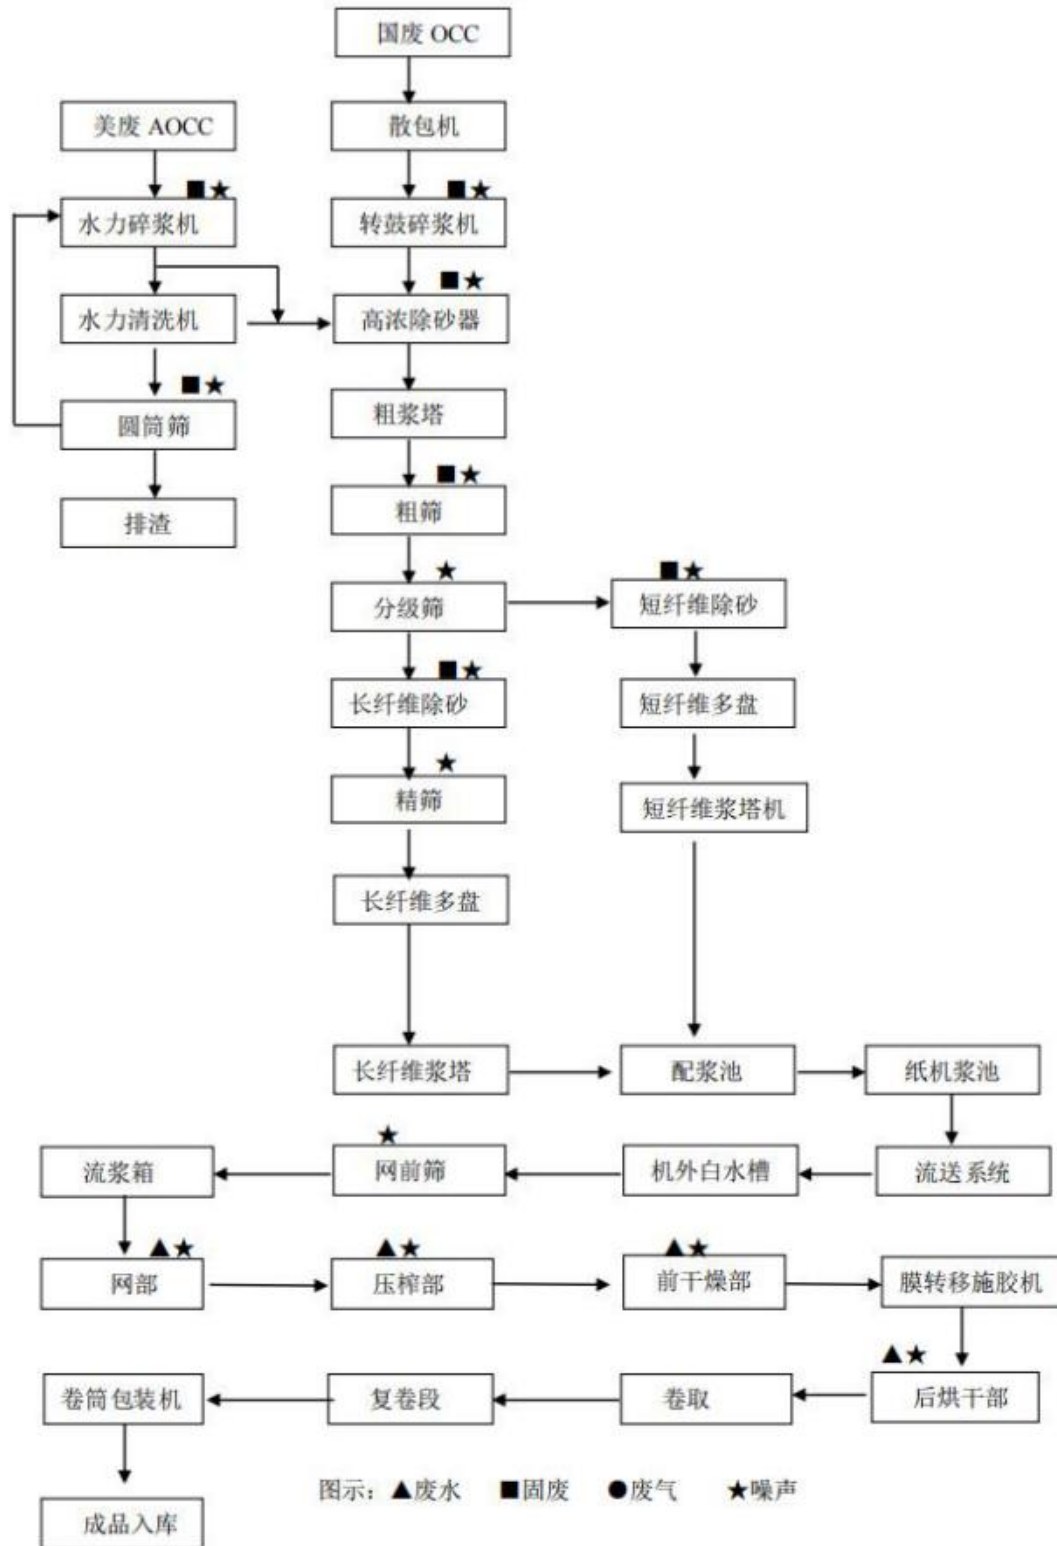 国废 OCC
美废 AOCC
散包机
■★
■★
水力碎浆机
转鼓碎浆机
■★
水力清洗机
高浓除砂器
■★
圆筒筛
粗浆塔
■★
排渣
粗筛
★
■★
分级筛
短纤维除砂
■★
长纤维除砂
短纤维多盘
★
精筛
短纤维浆塔机
长纤维多盘
长纤维浆塔
配浆池
纸机浆池
★
流浆箱
网前筛
机外白水槽
流送系统
▲★
▲★
▲★
网部
压榨部
前干燥部
膜转移施胶机
▲★
卷筒包装机
复卷段
卷取
后烘干部
图示：▲废水 ■固废 ●废气 ★噪声
成品入库